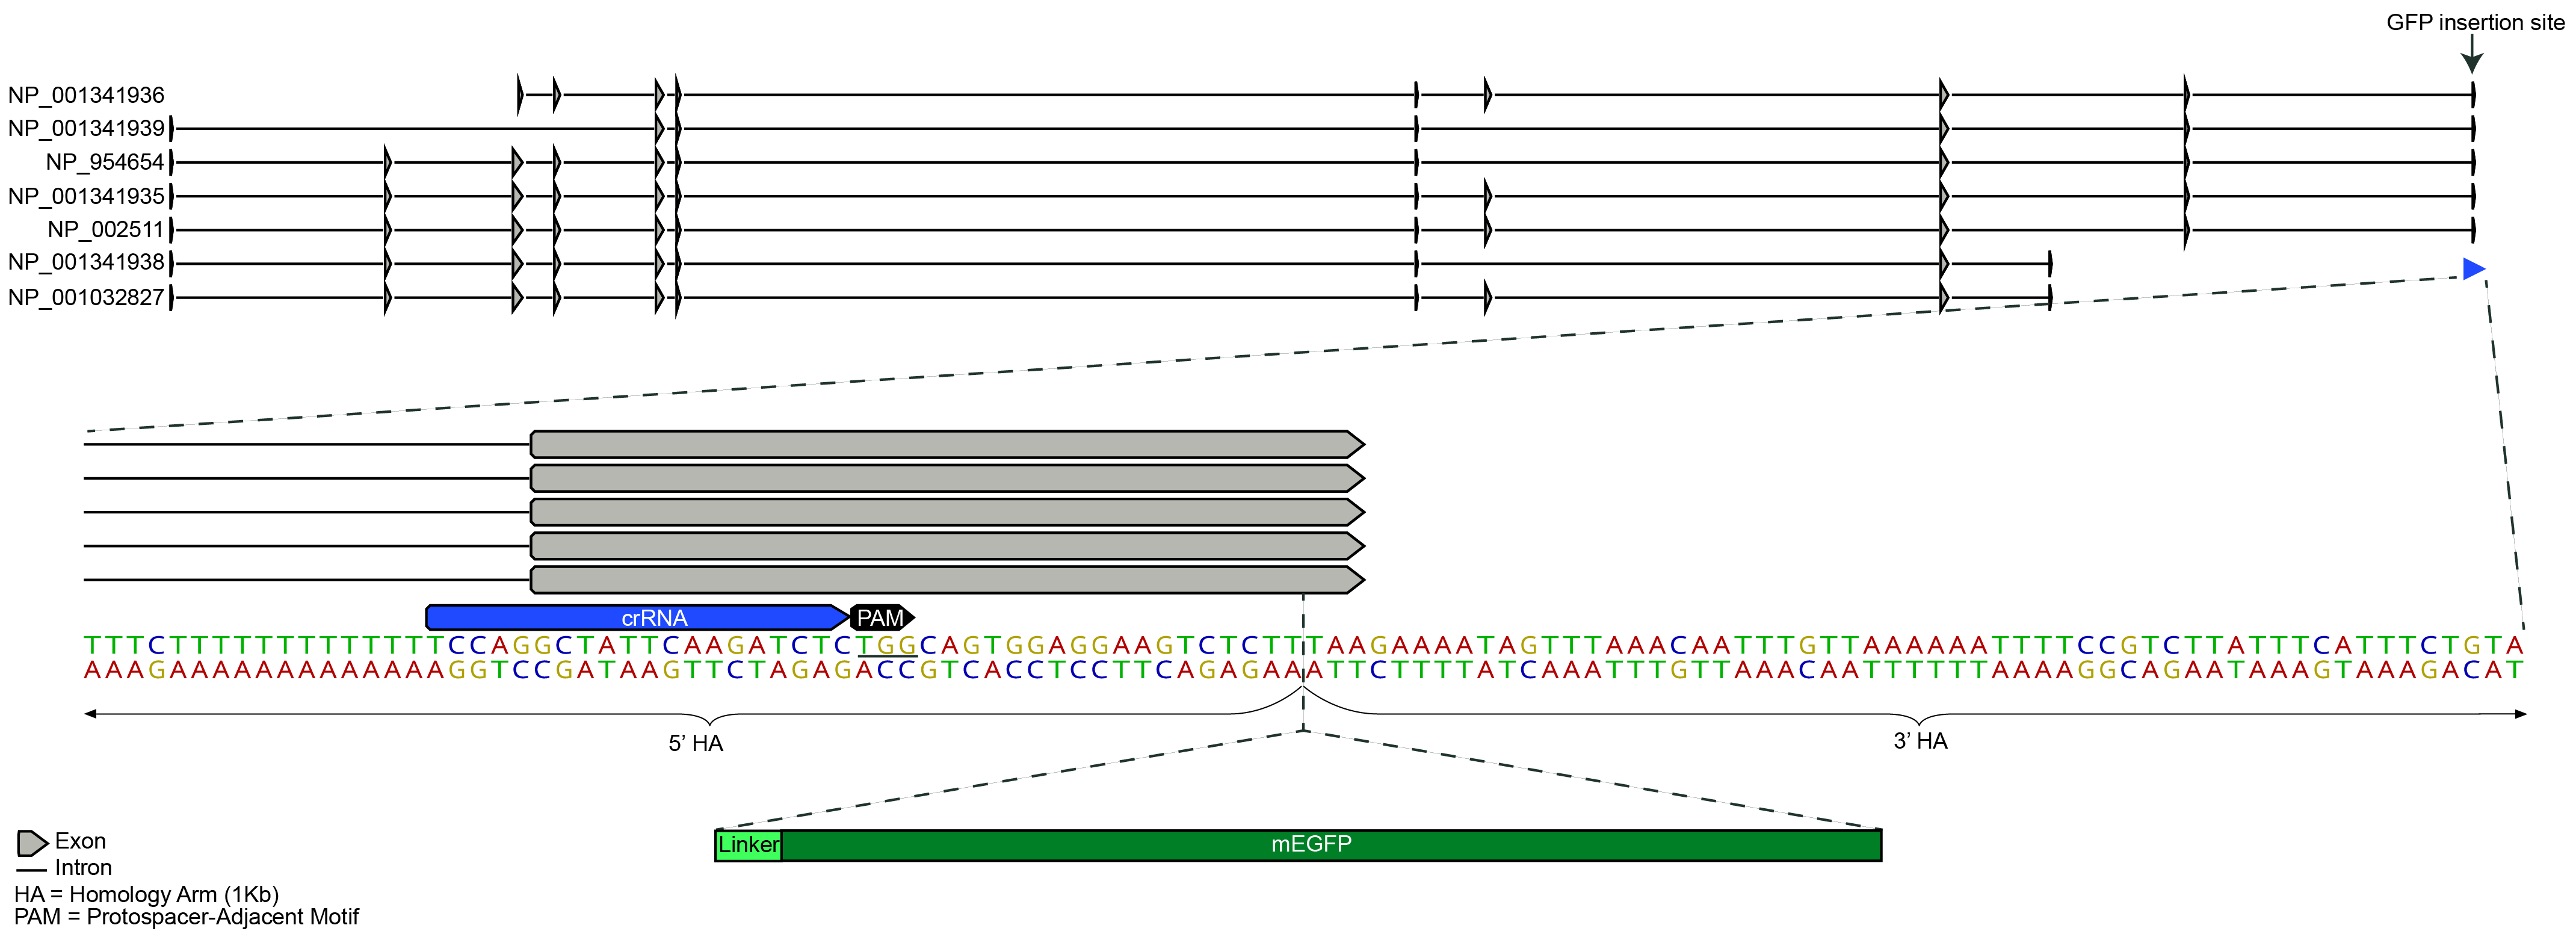 GFP insertion site
NP_001341936
NP_001341939
NP_954654
NP_001341935
NP_002511
NP_001341938
NP_001032827
crRNA PAM
TTTCTTTTTTTTTTTTTCCAGGCTATTCAAGATCTCTGGCAGTGGAGGAAGTCTCTTTAAGAAAATAGTTTAAACAATTTGTTAAAAAATTTTCCGTCTTATTTCATTTCTGTA
AAAGAAAAAAAAAAAAAGGTCCGATAAGTTCTAGAGACCGTCACCTCCTTCAGAGAAATTCTTTTATCAAATTTGTTAAACAATTTTTTAAAAGGCAGAATAAAGTAAAGACAT
5’ HA 3’ HA
Linker mEGFP
Exon
Intron
HA = Homology Arm (1Kb)
PAM = Protospacer-Adjacent Motif